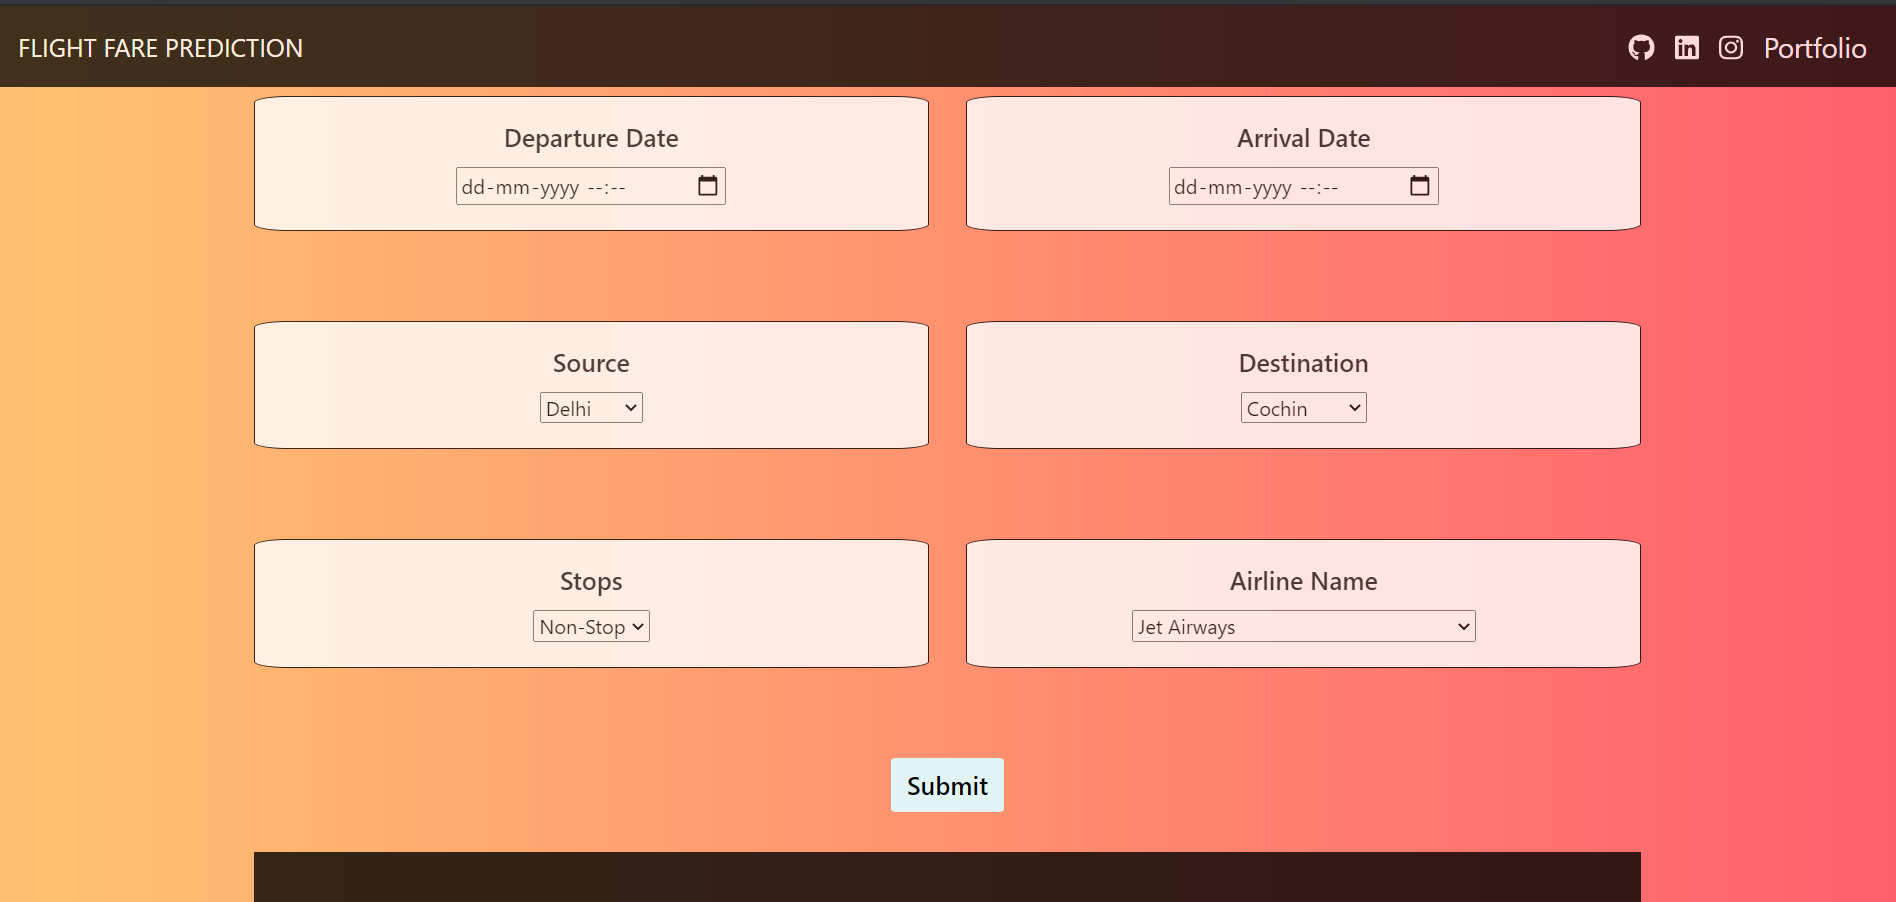 FLIGHT FARE PREDICTION
Portfolio
Departure Date
dd-mm-yyyy --:--
Arrival Date
dd-mm-yyyy --:--
Source
Delhi
Destination
Cochin
Stops
Non-Stop
Airline Name
Jet Airways
Submit